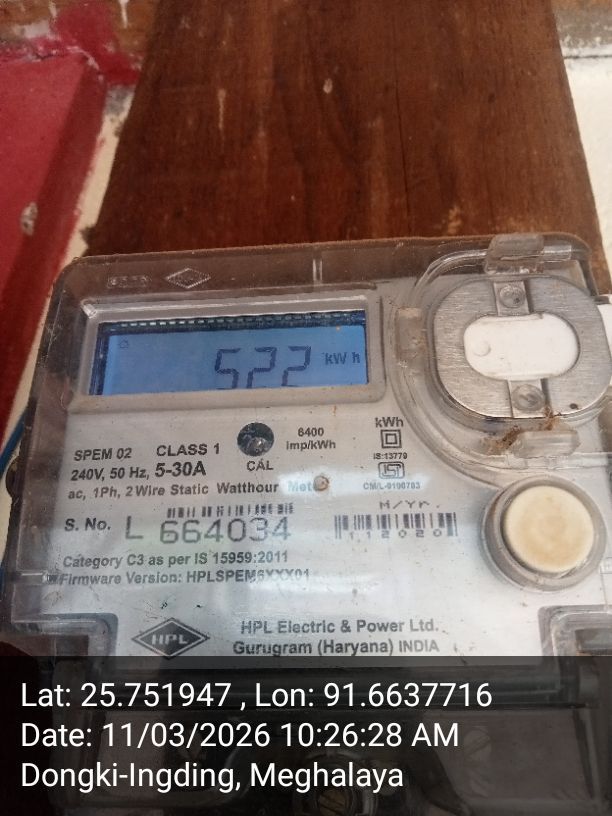 522 kWh
6400
imp/kWh
kWh
SPEM 02 CLASS 1
240V, 50 Hz, 5-30A
CAL
IS:13779
CM/L-0100703
ac, 1Ph, 2 Wire Static Watthour Meter
M/YR.
S. No. L 664034
112020
Category C3 as per IS 15959:2011
Firmware Version: HPLSPEM6XXX01
HPL
HPL Electric & Power Ltd.
Gurugram (Haryana) INDIA
Lat: 25.751947 , Lon: 91.6637716
Date: 11/03/2026 10:26:28 AM
Dongki-Ingding, Meghalaya